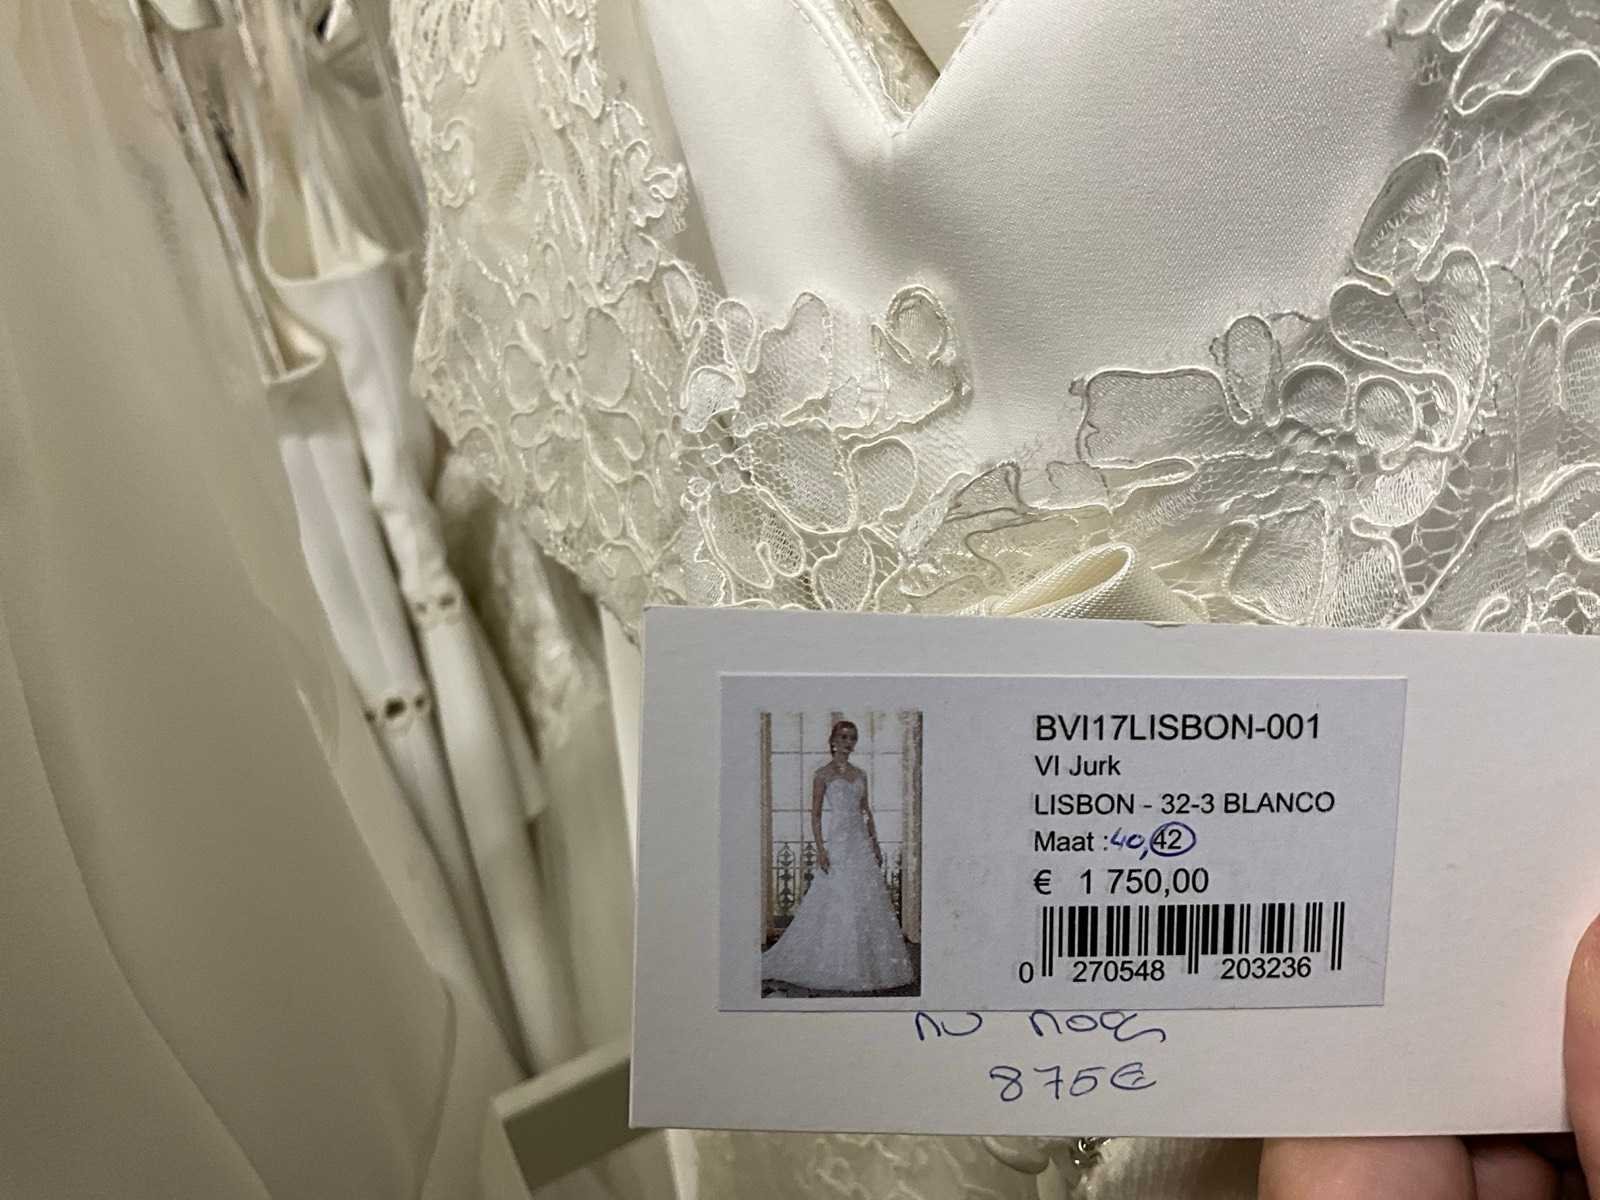 BVI17LISBON-001
VI Jurk
LISBON - 32-3 BLANCO
Maat :40, 42
€ 1 750,00
0 270548 203236
nu nog
875€